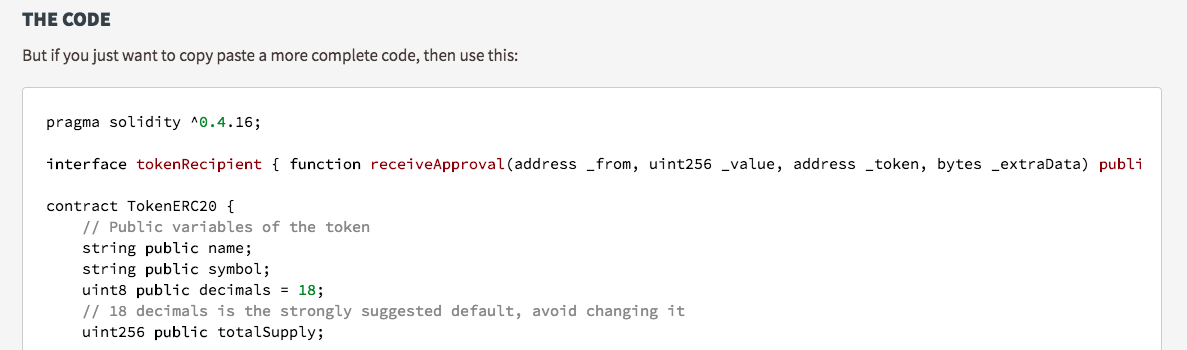 THE CODE
But if you just want to copy paste a more complete code, then use this:
pragma solidity ^0.4.16;
interface tokenRecipient { function receiveApproval(address _from, uint256 _value, address _token, bytes _extraData) publi
contract TokenERC20 {
// Public variables of the token
string public name;
string public symbol;
uint8 public decimals = 18;
// 18 decimals is the strongly suggested default, avoid changing it
uint256 public totalSupply;